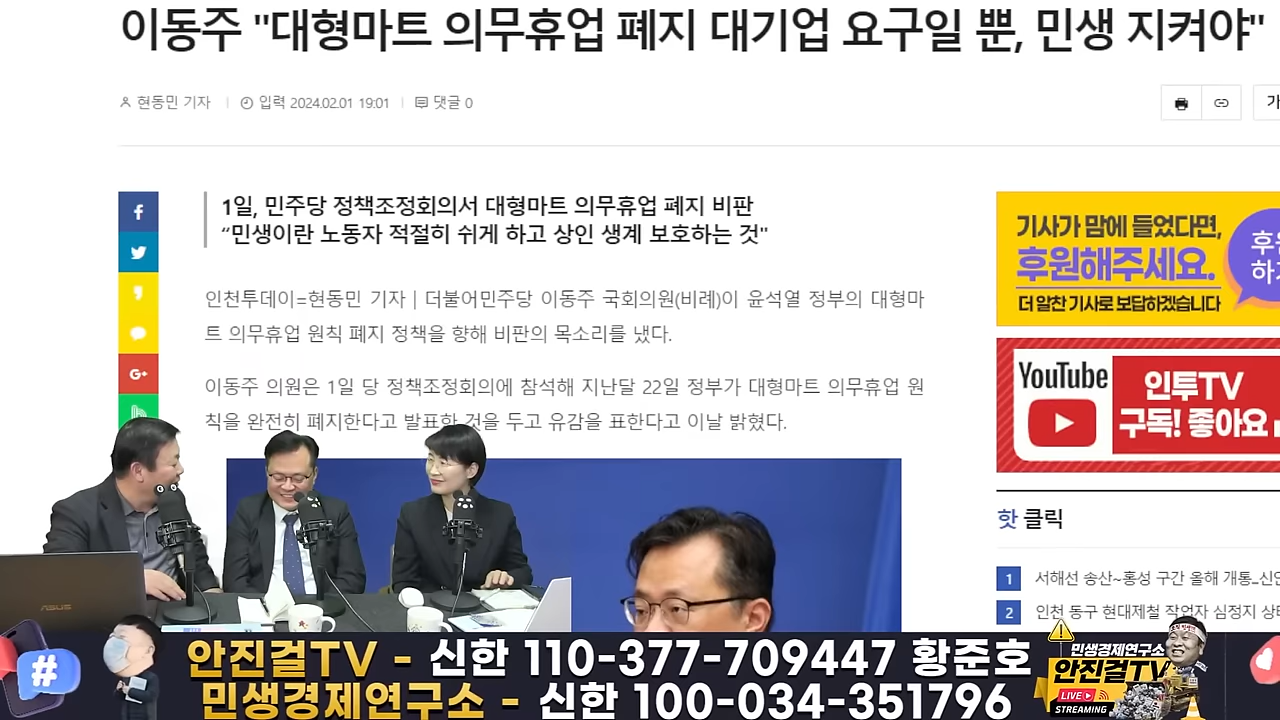 이동주 "대형마트 의무휴업 폐지 대기업 요구일 뿐, 민생 지켜야"
현동민 기자 입력 2024.02.01 19:01 댓글 0
가
1일, 민주당 정책조정회의서 대형마트 의무휴업 폐지 비판
“민생이란 노동자 적절히 쉬게 하고 상인 생계 보호하는 것"
인천투데이=현동민 기자 | 더불어민주당 이동주 국회의원(비례)이 윤석열 정부의 대형마
트 의무휴업 원칙 폐지 정책을 향해 비판의 목소리를 냈다.
이동주 의원은 1일 당 정책조정회의에 참석해 지난달 22일 정부가 대형마트 의무휴업 원
칙을 완전히 폐지한다고 발표한 것을 두고 유감을 표한다고 이날 밝혔다.
f
G+
기사가 맘에 들었다면,
후원해주세요.
더 알찬 기사로 보답하겠습니다
YouTube
인투TV
구독! 좋아요
핫 클릭
1 서해선 송산~홍성 구간 올해 개통
2 인천 동구 현대제철 작업자 심정지
ASUS
#
안진걸TV - 신한 110-377-709447 황준호
민생경제연구소 - 신한 100-034-351796
민생경제연구소
안진걸TV
LIVE
STREAMING